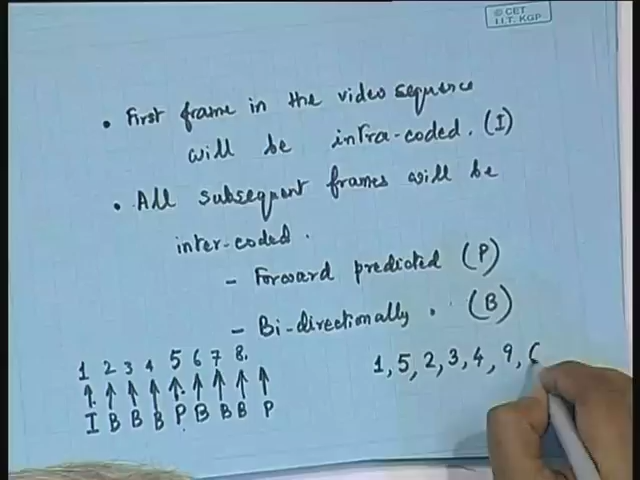 © CET
I.I.T. KGP
• First frame in the video sequence
will be intra-coded. (I)
• All subsequent frames will be
inter-coded.
- Forward predicted (P)
- Bi-directionally . (B)
1 2 3 4 5 6 7 8.
I B B B P B B B P
1, 5, 2, 3, 4, 9,